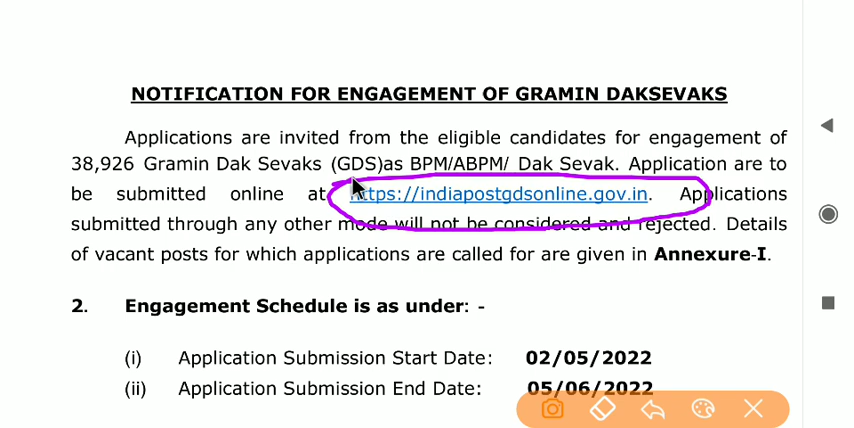 NOTIFICATION FOR ENGAGEMENT OF GRAMIN DAKSEVAKS
Applications are invited from the eligible candidates for engagement of
38,926 Gramin Dak Sevaks (GDS)as BPM/ABPM/ Dak Sevak. Application are to
be submitted online at https://indiapostgdsonline.gov.in. Applications
submitted through any other mode will not be considered and rejected. Details
of vacant posts for which applications are called for are given in Annexure-I.
2. Engagement Schedule is as under: -
(i) Application Submission Start Date: 02/05/2022
(ii) Application Submission End Date: 05/06/2022